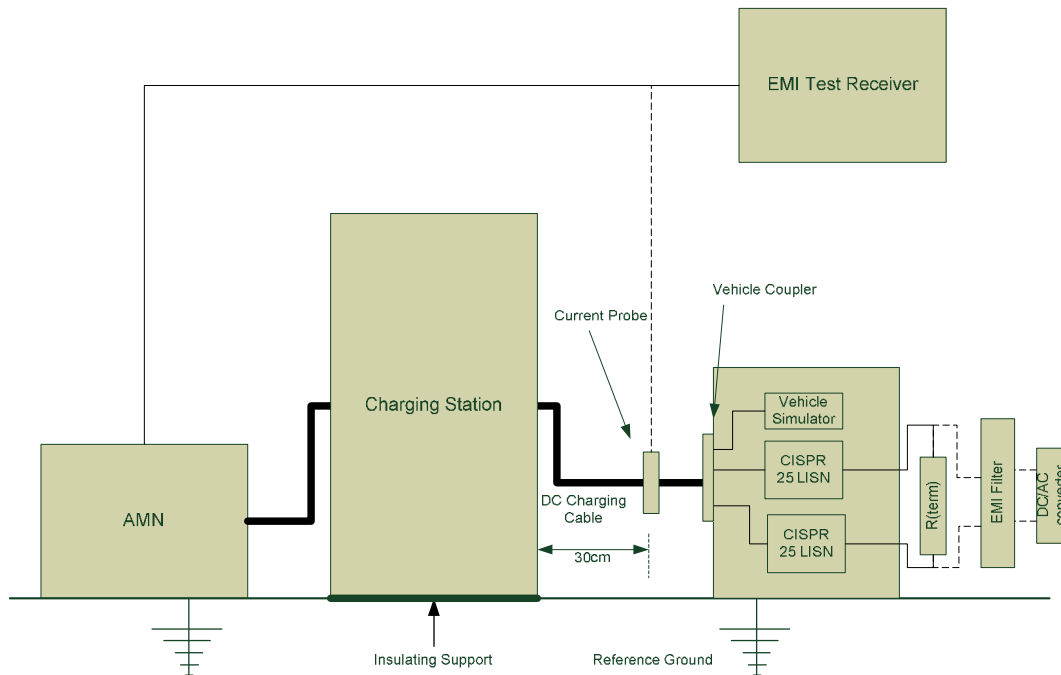 EMI Test Receiver
Vehicle Coupler
Current Probe
Charging Station
Vehicle
Simulator
CISPR
25 LISN
DC Charging
Cable
AMN
R(term)
EMI Filter
DC/AC
converder
CISPR
25 LISN
30cm
Insulating Support
Reference Ground